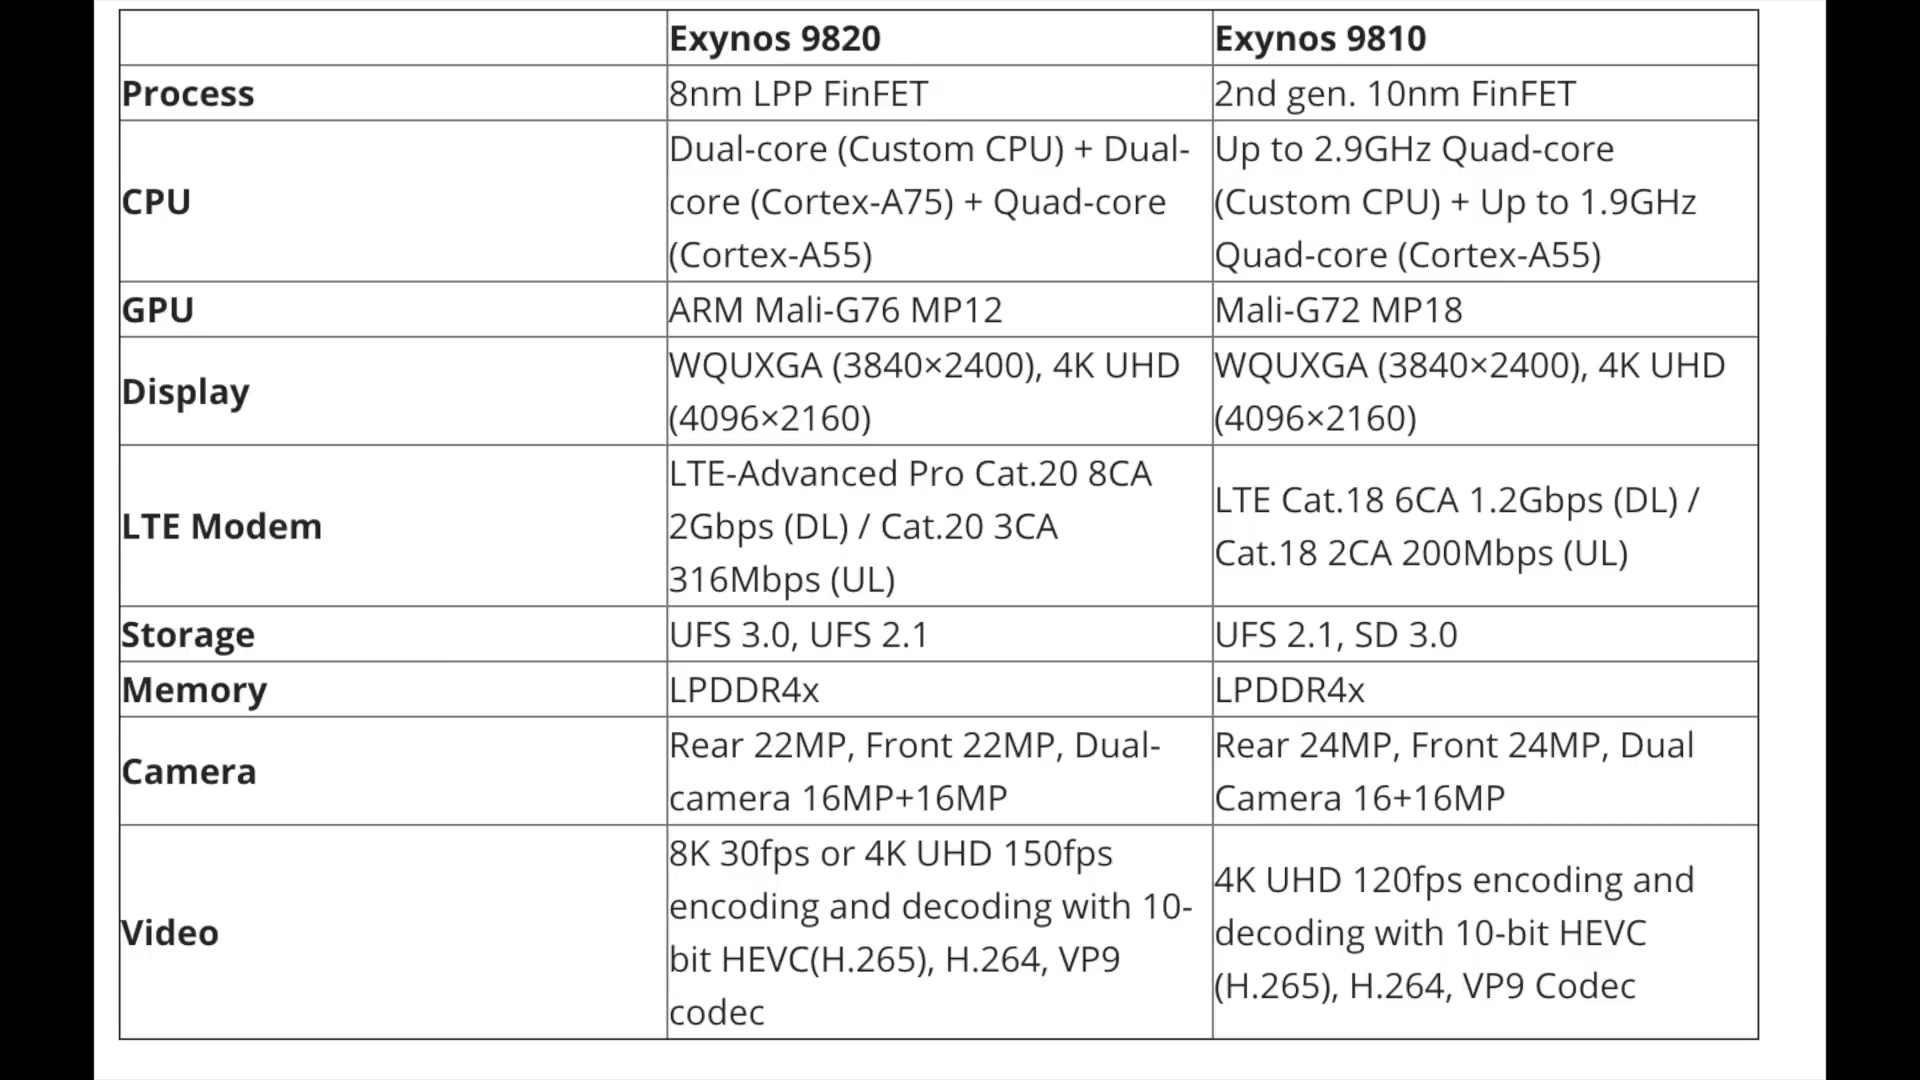 Exynos 9820
Exynos 9810
Process
8nm LPP FinFET
2nd gen. 10nm FinFET
CPU
Dual-core (Custom CPU) + Dual-
core (Cortex-A75) + Quad-core
(Cortex-A55)
Up to 2.9GHz Quad-core
(Custom CPU) + Up to 1.9GHz
Quad-core (Cortex-A55)
GPU
ARM Mali-G76 MP12
Mali-G72 MP18
Display
WQUXGA (3840×2400), 4K UHD
(4096×2160)
WQUXGA (3840×2400), 4K UHD
(4096×2160)
LTE Modem
LTE-Advanced Pro Cat.20 8CA
2Gbps (DL) / Cat.20 3CA
316Mbps (UL)
LTE Cat.18 6CA 1.2Gbps (DL) /
Cat.18 2CA 200Mbps (UL)
Storage
UFS 3.0, UFS 2.1
UFS 2.1, SD 3.0
Memory
LPDDR4x
LPDDR4x
Camera
Rear 22MP, Front 22MP, Dual-
camera 16MP+16MP
Rear 24MP, Front 24MP, Dual
Camera 16+16MP
Video
8K 30fps or 4K UHD 150fps
encoding and decoding with 10-
bit HEVC(H.265), H.264, VP9
codec
4K UHD 120fps encoding and
decoding with 10-bit HEVC
(H.265), H.264, VP9 Codec